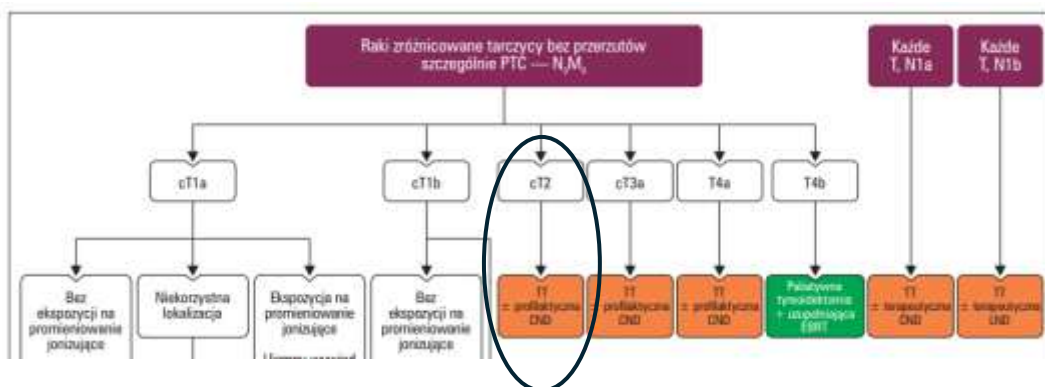 Raki zróżnicowane tarczycy bez przerzutów
szczególnie PTC — N₀M₀
Każde
T, N1a
Każde
T, N1b
cT1a
cT1b
cT2
cT3a
T4a
T4b
Bez
ekspozycji na
promieniowanie
jonizujące
Niekorzystna
lokalizacja
Ekspozycja na
promieniowanie
jonizujące
Bez
ekspozycji na
promieniowanie
jonizujące
TT
± profilaktyczna
CND
TT
± profilaktyczna
CND
TT
± profilaktyczna
CND
Paliatywna
tyroidektomia
+ uzupełniająca
EBRT
TT
± terapeutyczna
CND
TT
± terapeutyczna
LND